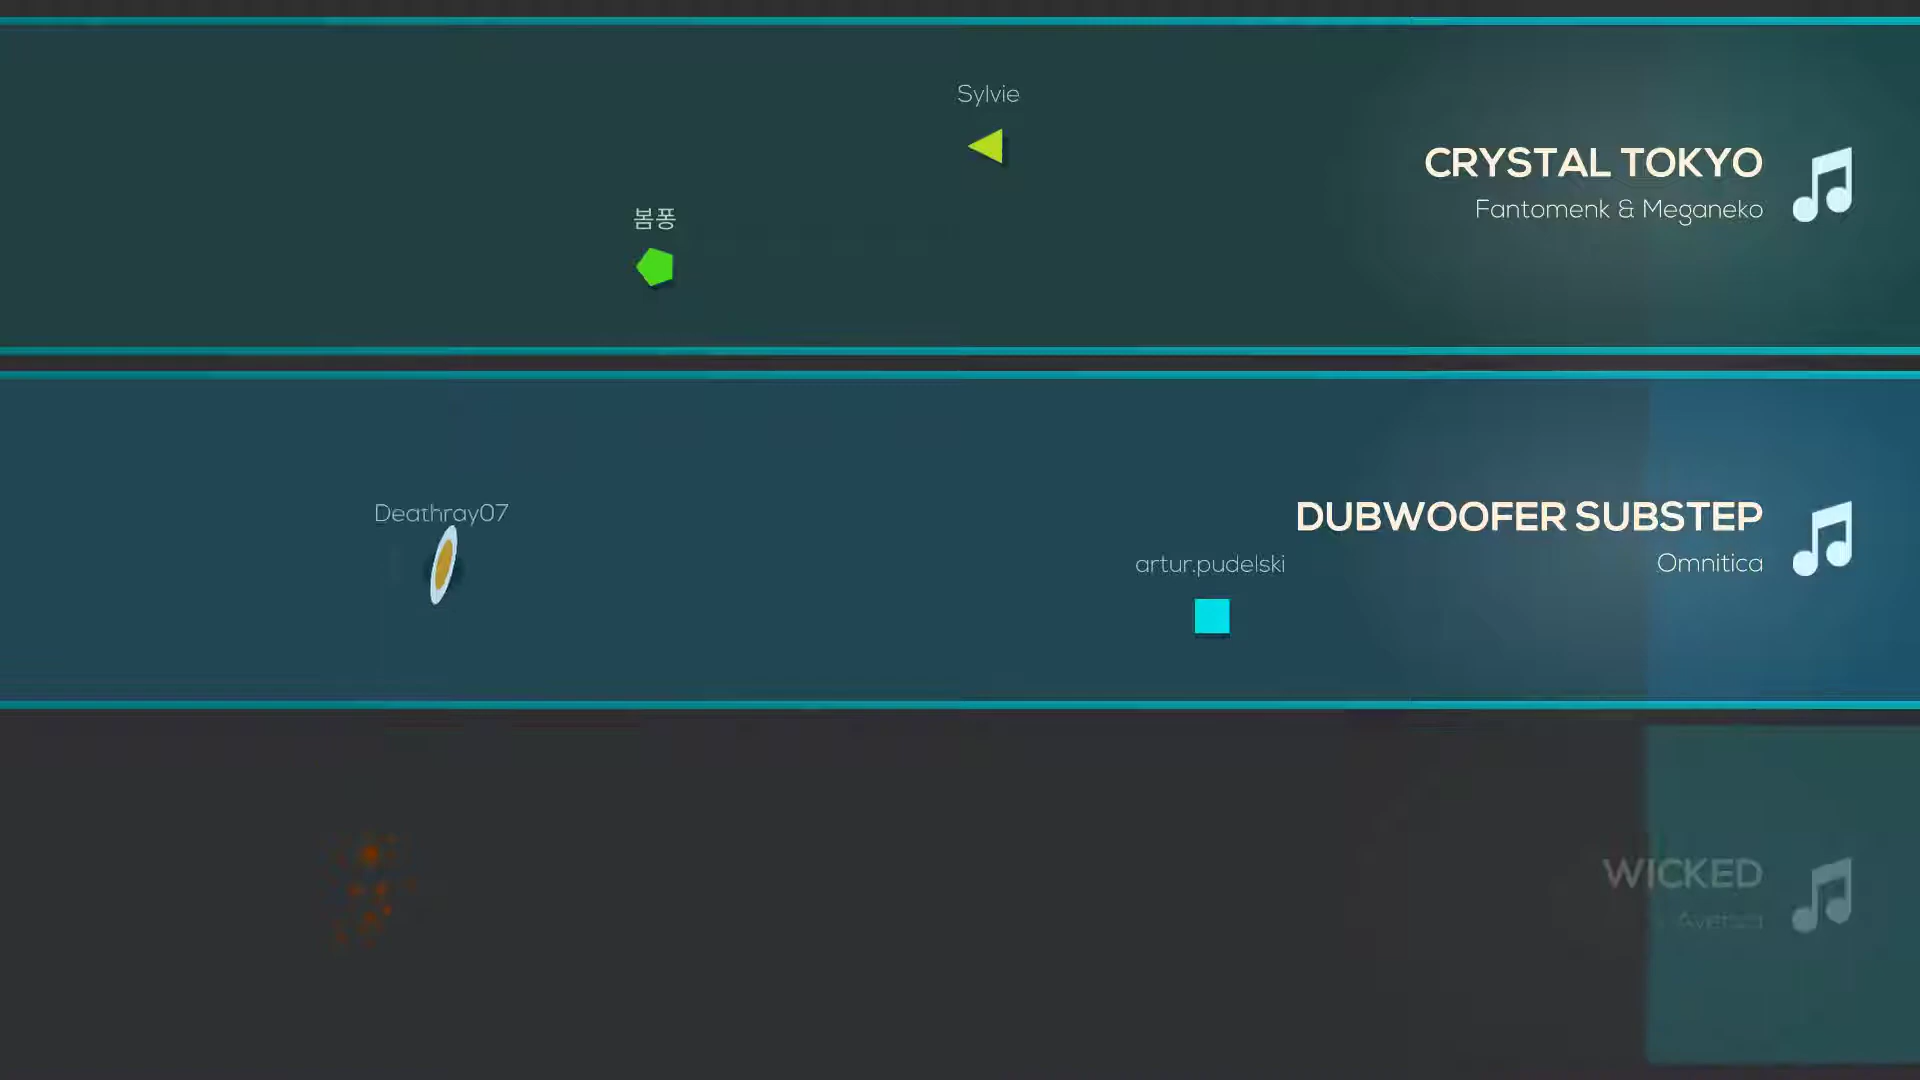 Sylvie
CRYSTAL TOKYO
Fantomenk & Meganeko
봄퐁
Deathray07
DUBWOOFER SUBSTEP
artur.pudelski
Omnitica
WICKED